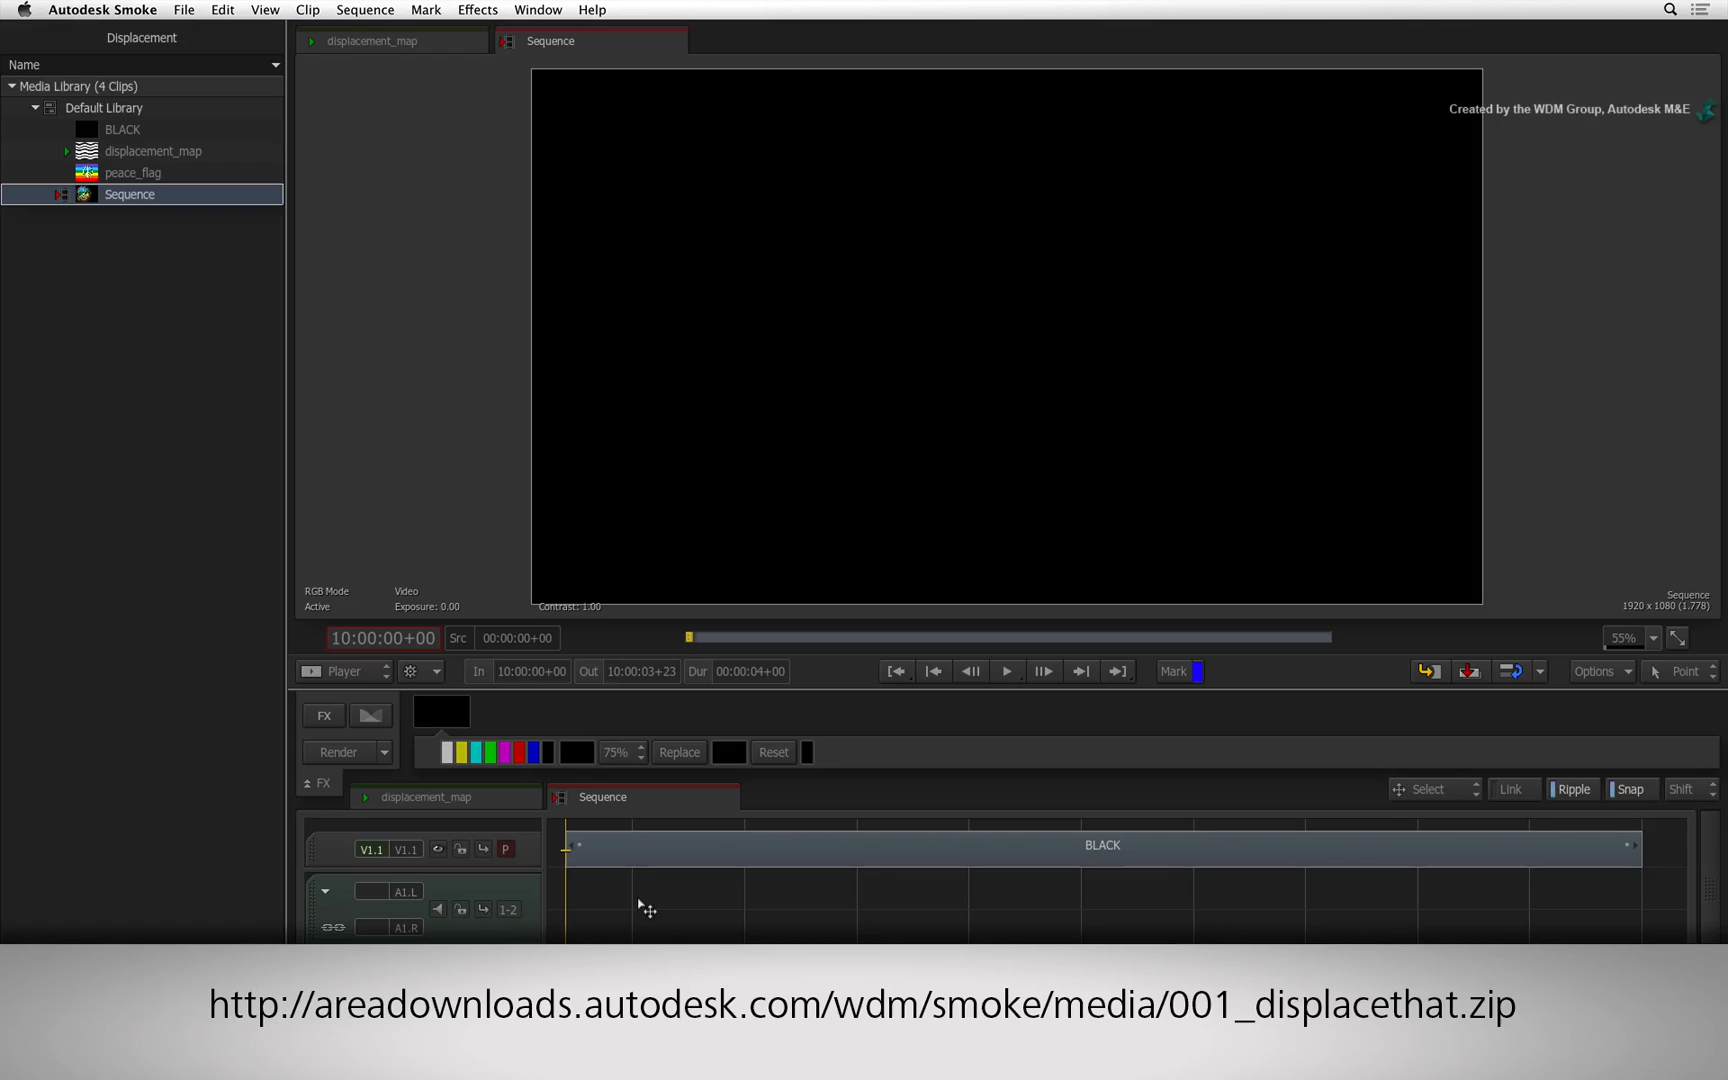 Autodesk Smoke File Edit View Clip Sequence Mark Effects Window Help
Displacement
Name
Media Library (4 Clips)
Default Library
BLACK
displacement_map
peace_flag
Sequence
displacement_map Sequence
Created by the WDM Group, Autodesk M&E
RGB Mode Video
Active Exposure: 0.00 Contrast: 1.00
Sequence
1920 x 1080 (1.778)
10:00:00+00 Src 00:00:00+00 55%
Player In 10:00:00+00 Out 10:00:03+23 Dur 00:00:04+00 Mark Options Point
FX
Render 75% Replace Reset
FX
displacement_map Sequence Select Link Ripple Snap Shift
V1.1 V1.1 P BLACK
A1.L
1-2
A1.R
http://areadownloads.autodesk.com/wdm/smoke/media/001_displacethat.zip